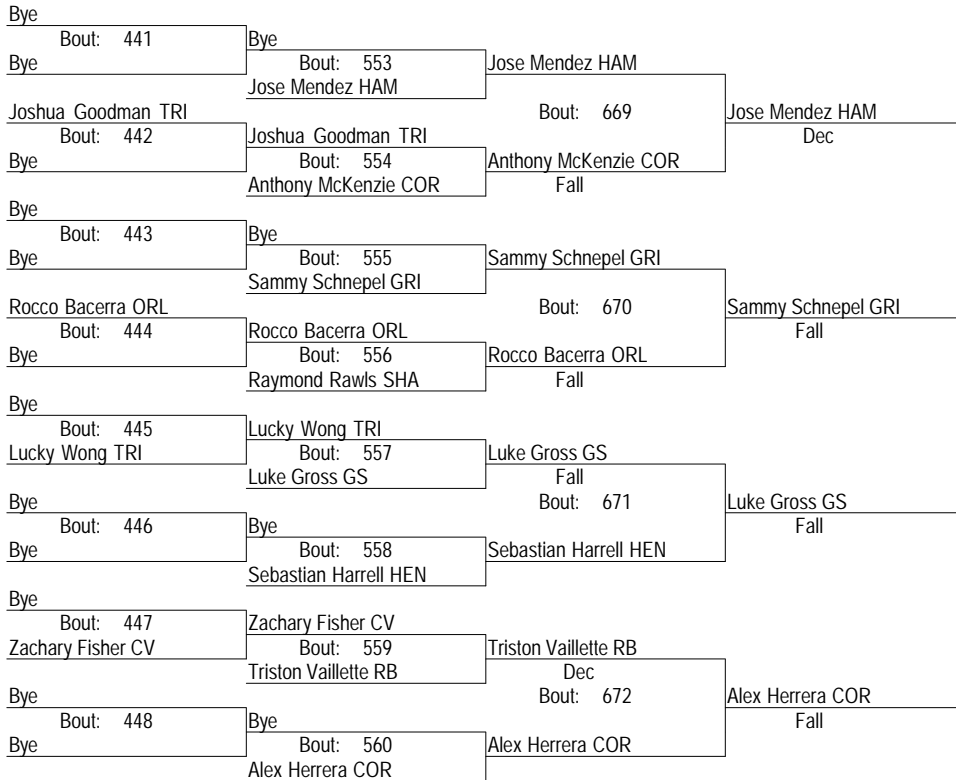 Bye
Bout: 441 Bye
Bye Bout: 553 Jose Mendez HAM
Jose Mendez HAM
Joshua Goodman TRI Bout: 669 Jose Mendez HAM
Bout: 442 Joshua Goodman TRI Dec
Bye Bout: 554 Anthony McKenzie COR
Anthony McKenzie COR Fall
Bye
Bout: 443 Bye
Bye Bout: 555 Sammy Schnepel GRI
Sammy Schnepel GRI
Rocco Bacerra ORL Bout: 670 Sammy Schnepel GRI
Bout: 444 Rocco Bacerra ORL Fall
Bye Bout: 556 Rocco Bacerra ORL
Raymond Rawls SHA Fall
Bye
Bout: 445 Lucky Wong TRI
Lucky Wong TRI Bout: 557 Luke Gross GS
Luke Gross GS Fall
Bye Bout: 671 Luke Gross GS
Bout: 446 Bye Fall
Bye Bout: 558 Sebastian Harrell HEN
Sebastian Harrell HEN
Bye
Bout: 447 Zachary Fisher CV
Zachary Fisher CV Bout: 559 Triston Vaillette RB
Triston Vaillette RB Dec
Bye Bout: 672 Alex Herrera COR
Bout: 448 Bye Fall
Bye Bout: 560 Alex Herrera COR
Alex Herrera COR